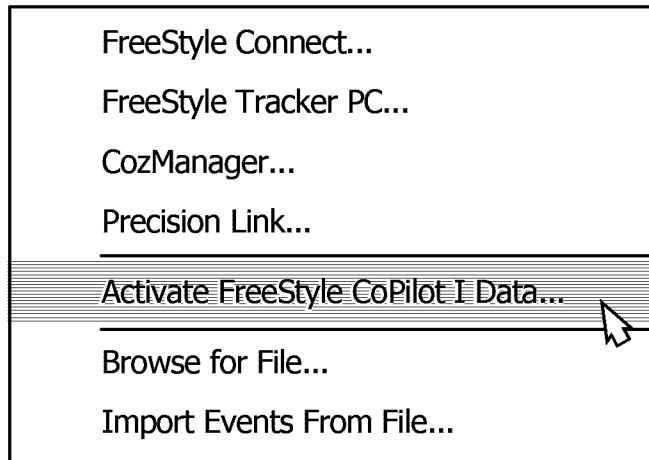 FreeStyle Connect...
FreeStyle Tracker PC...
CozManager...
Precision Link...
Activate FreeStyle CoPilot I Data...
Browse for File...
Import Events From File...